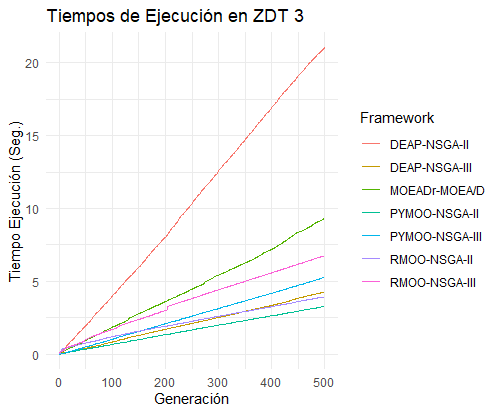 Tiempos de Ejecución en ZDT 3
Tiempo Ejecución (Seg.)
20
15
10
5
0
0 100 200 300 400 500
Generación
Framework
DEAP-NSGA-II
DEAP-NSGA-III
MOEADr-MOEA/D
PYMOO-NSGA-II
PYMOO-NSGA-III
RMOO-NSGA-II
RMOO-NSGA-III